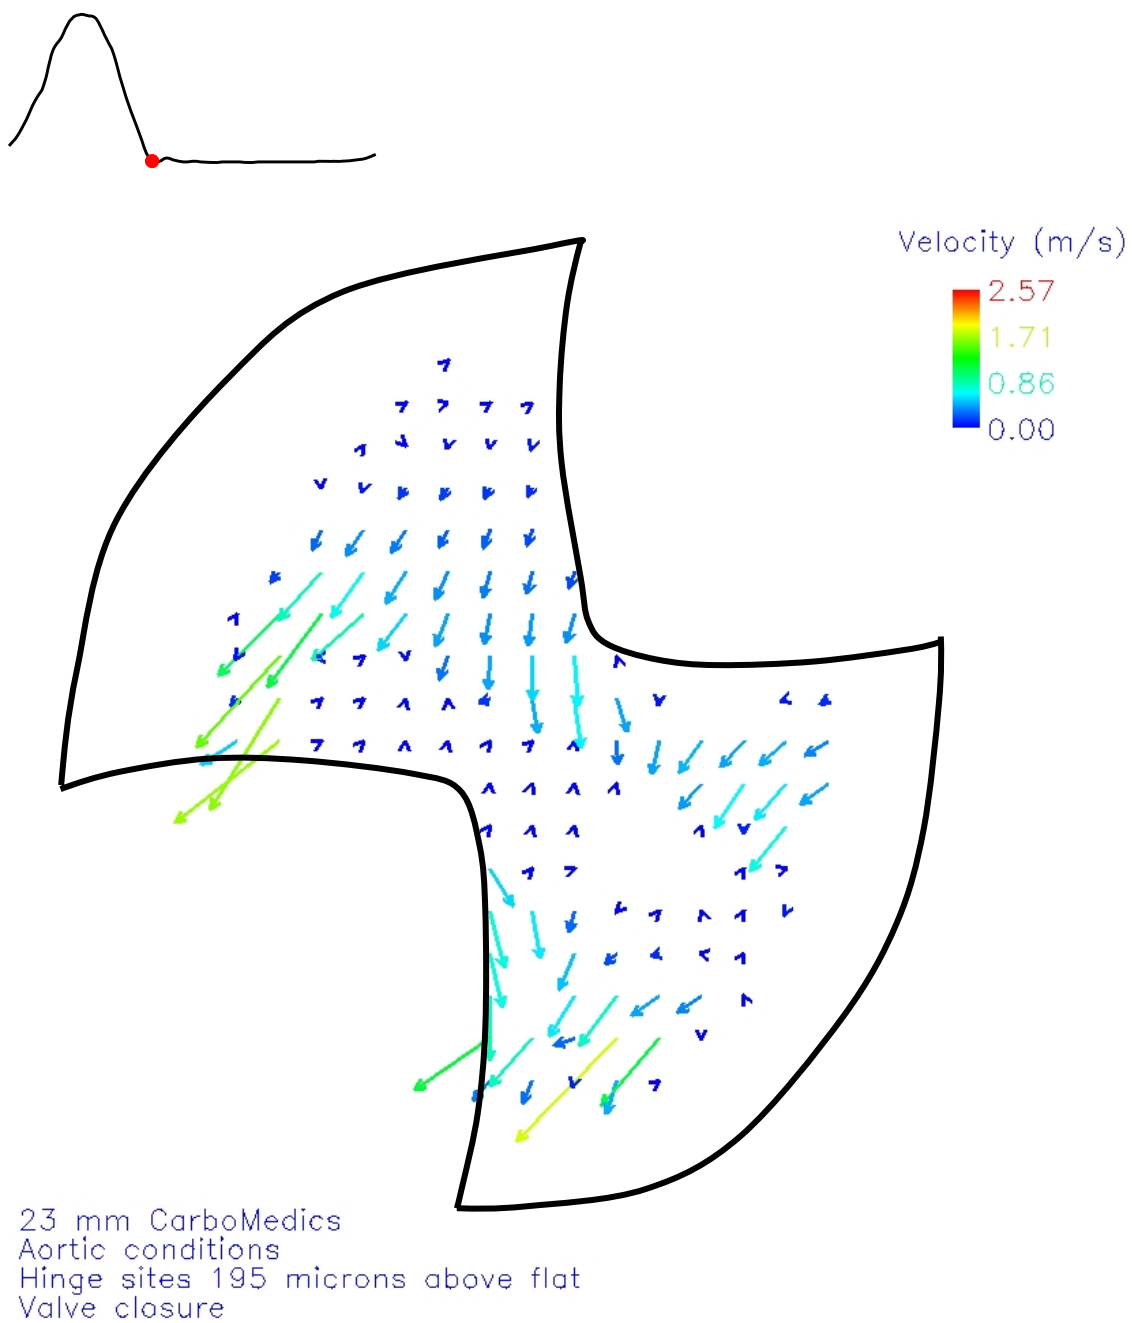 Velocity (m/s)
2.57
1.71
0.86
0.00
23 mm CarboMedics
Aortic conditions
Hinge sites 195 microns above flat
Valve closure